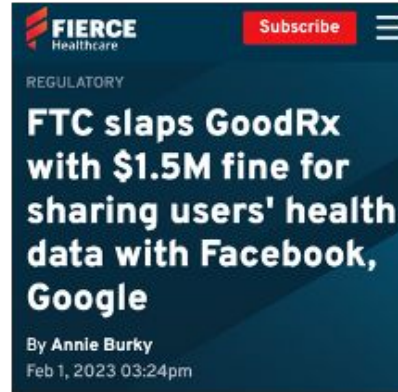 FIERCE
Healthcare
Subscribe
REGULATORY
FTC slaps GoodRx
with $1.5M fine for
sharing users' health
data with Facebook,
Google
By Annie Burky
Feb 1, 2023 03:24pm